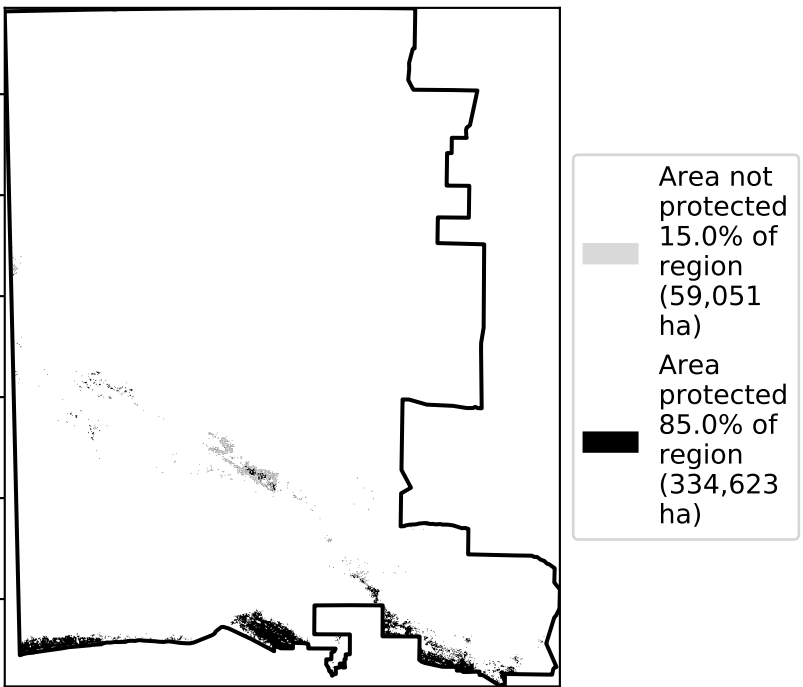 Area not
protected
15.0% of
region
(59,051
ha)
Area
protected
85.0% of
region
(334,623
ha)